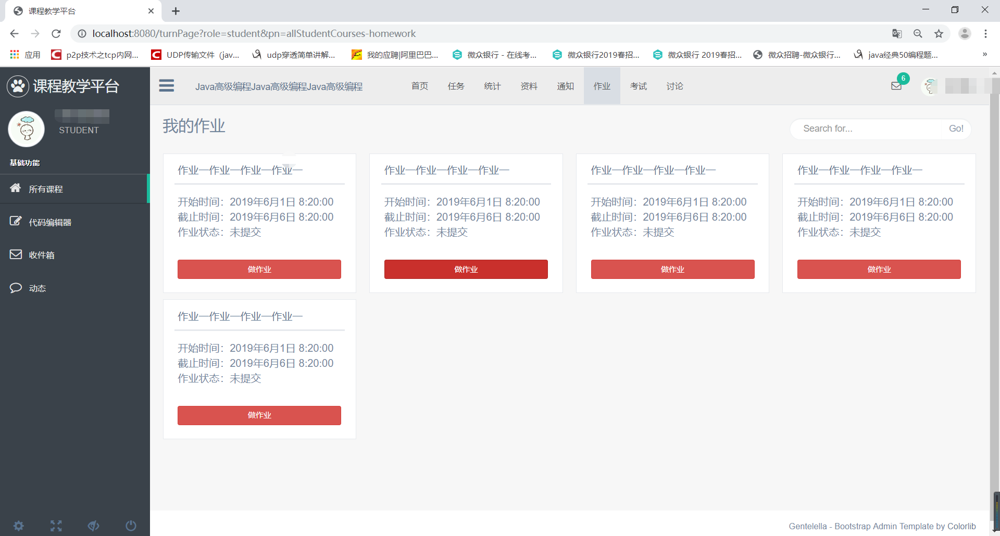 课程教学平台
localhost:8080/turnPage?role=student&pn=allStudentCourses-homework
应用 p2p技术之tcp内网... UDP传输文件（jav... udp穿透简单讲解... 我的应聘|阿里巴巴... 微众银行 - 在线考... 微众银行2019春招... 微众银行 2019春招... 微众招聘-微众银行... java经典50编程题... »
课程教学平台
STUDENT
基础功能
所有课程
代码编辑器
收件箱
动态
Java高级编程Java高级编程Java高级编程
首页 任务 统计 资料 通知 作业 考试 讨论
6
我的作业
Search for... Go!
作业一作业一作业一作业一
开始时间：2019年6月1日 8:20:00
截止时间：2019年6月6日 8:20:00
作业状态：未提交
做作业
作业一作业一作业一作业一
开始时间：2019年6月1日 8:20:00
截止时间：2019年6月6日 8:20:00
作业状态：未提交
做作业
作业一作业一作业一作业一
开始时间：2019年6月1日 8:20:00
截止时间：2019年6月6日 8:20:00
作业状态：未提交
做作业
作业一作业一作业一作业一
开始时间：2019年6月1日 8:20:00
截止时间：2019年6月6日 8:20:00
作业状态：未提交
做作业
作业一作业一作业一作业一
开始时间：2019年6月1日 8:20:00
截止时间：2019年6月6日 8:20:00
作业状态：未提交
做作业
Gentelella - Bootstrap Admin Template by Colorlib